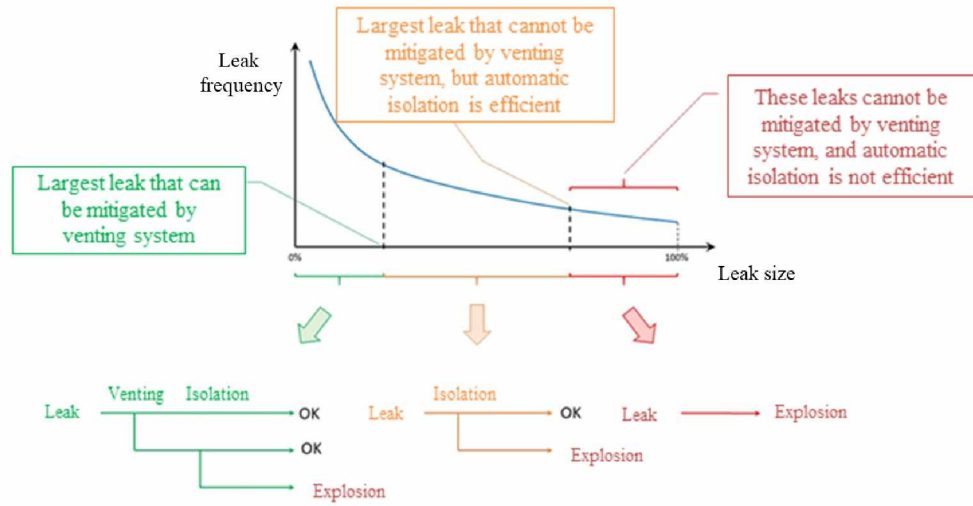 Leak
frequency
Largest leak that cannot be
mitigated by venting
system, but automatic
isolation is efficient
These leaks cannot be
mitigated by venting
system, and automatic
isolation is not efficient
Largest leak that can
be mitigated by
venting system
0%
100%
Leak size
Venting Isolation
Leak
OK
OK
Explosion
Isolation
Leak
OK
Explosion
Leak
Explosion